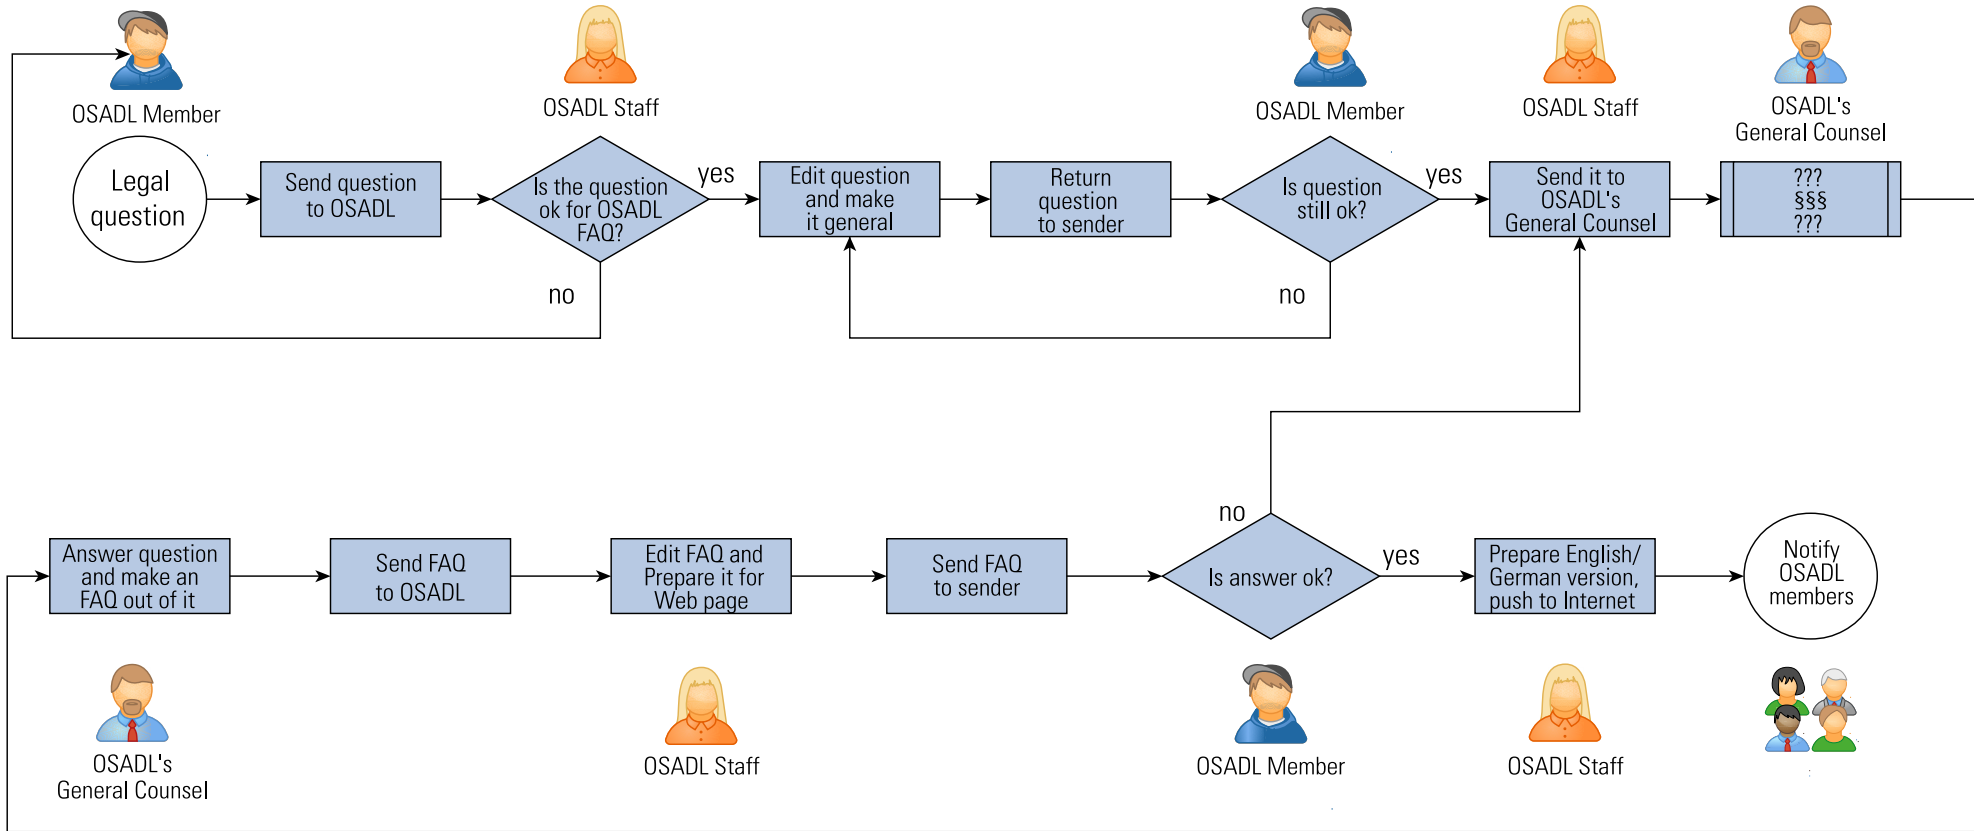 OSADL Member
OSADL Staff
OSADL Member
OSADL Staff
OSADL's
General Counsel
Legal
question
Send question
to OSADL
Is the question
ok for OSADL
FAQ?
yes
no
Edit question
and make
it general
Return
question
to sender
Is question
still ok?
yes
no
Send it to
OSADL's
General Counsel
???
§§§
???
Answer question
and make an
FAQ out of it
Send FAQ
to OSADL
Edit FAQ and
Prepare it for
Web page
Send FAQ
to sender
no
Is answer ok?
yes
Prepare English/
German version,
push to Internet
Notify
OSADL
members
OSADL's
General Counsel
OSADL Staff
OSADL Member
OSADL Staff